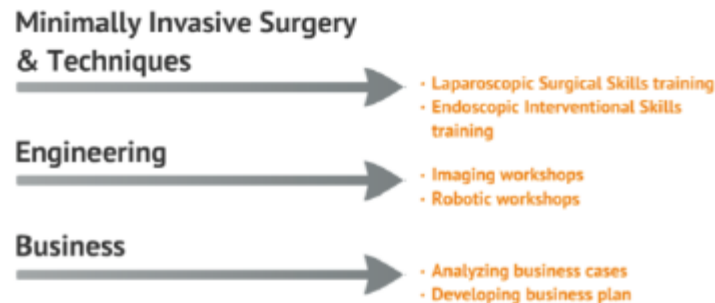 Minimally Invasive Surgery
& Techniques
- Laparoscopic Surgical Skills training
- Endoscopic Interventional Skills
training
Engineering
- Imaging workshops
- Robotic workshops
Business
- Analyzing business cases
- Developing business plan